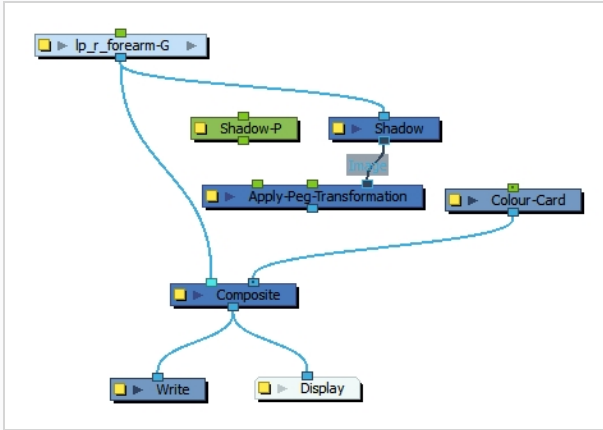 lp_r_forearm-G
Shadow-P
Shadow
Image
Apply-Peg-Transformation
Colour-Card
Composite
Write
Display